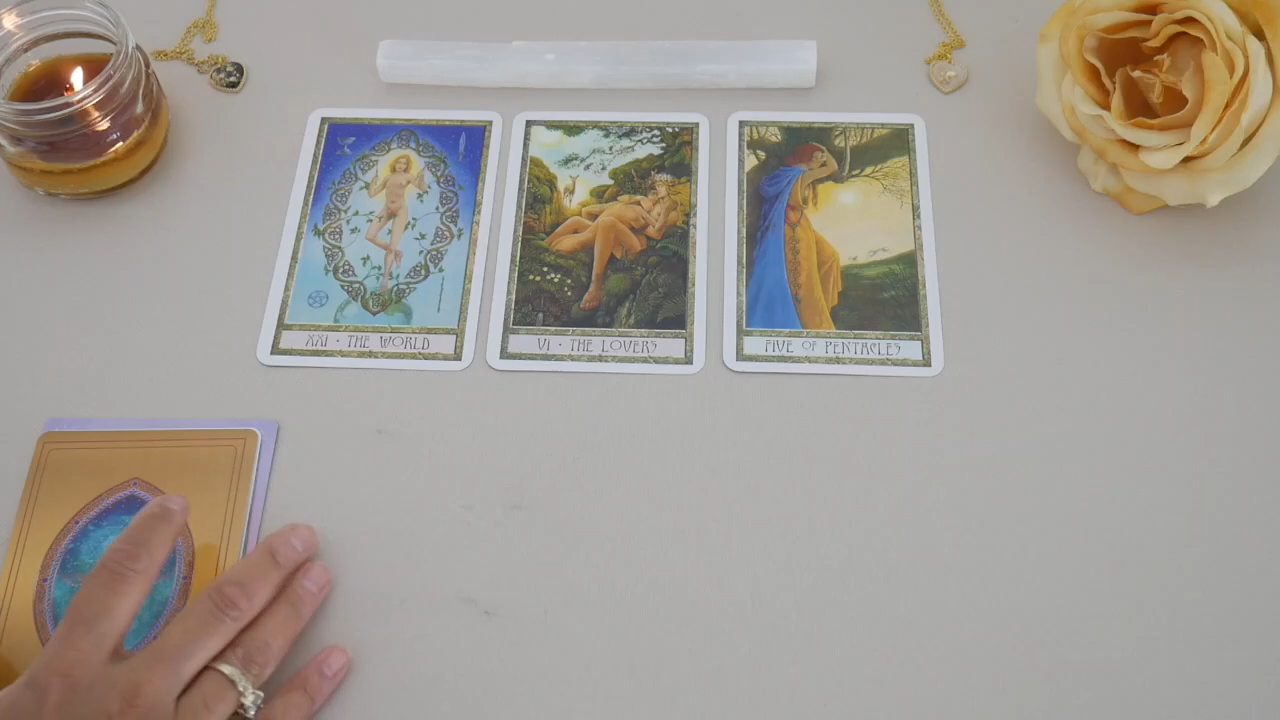 XXI • THE WORLD
VI • THE LOVERS
FIVE OF PENTACLES